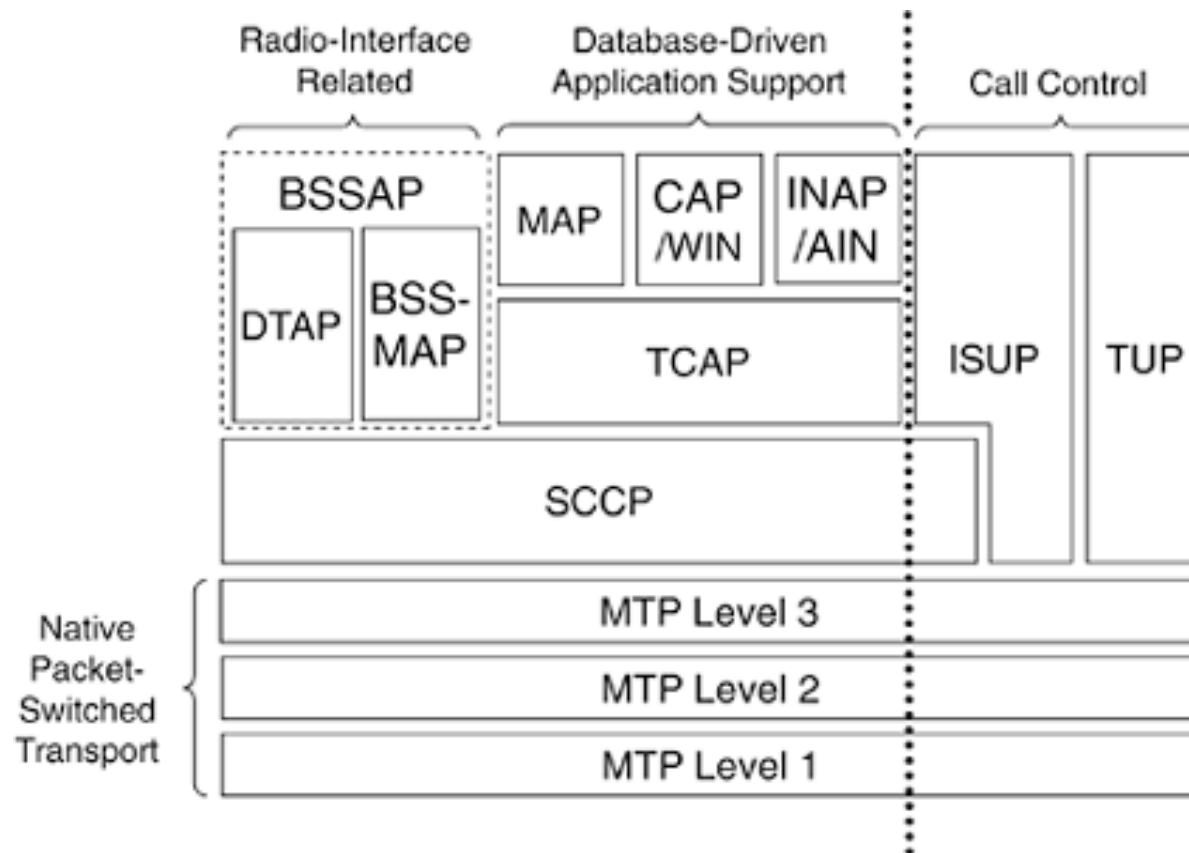 Radio-Interface
Related
Database-Driven
Application Support
Call Control
BSSAP
DTAP
BSS-
MAP
MAP
CAP
/WIN
INAP
/AIN
TCAP
ISUP
TUP
SCCP
Native
Packet-
Switched
Transport
MTP Level 3
MTP Level 2
MTP Level 1